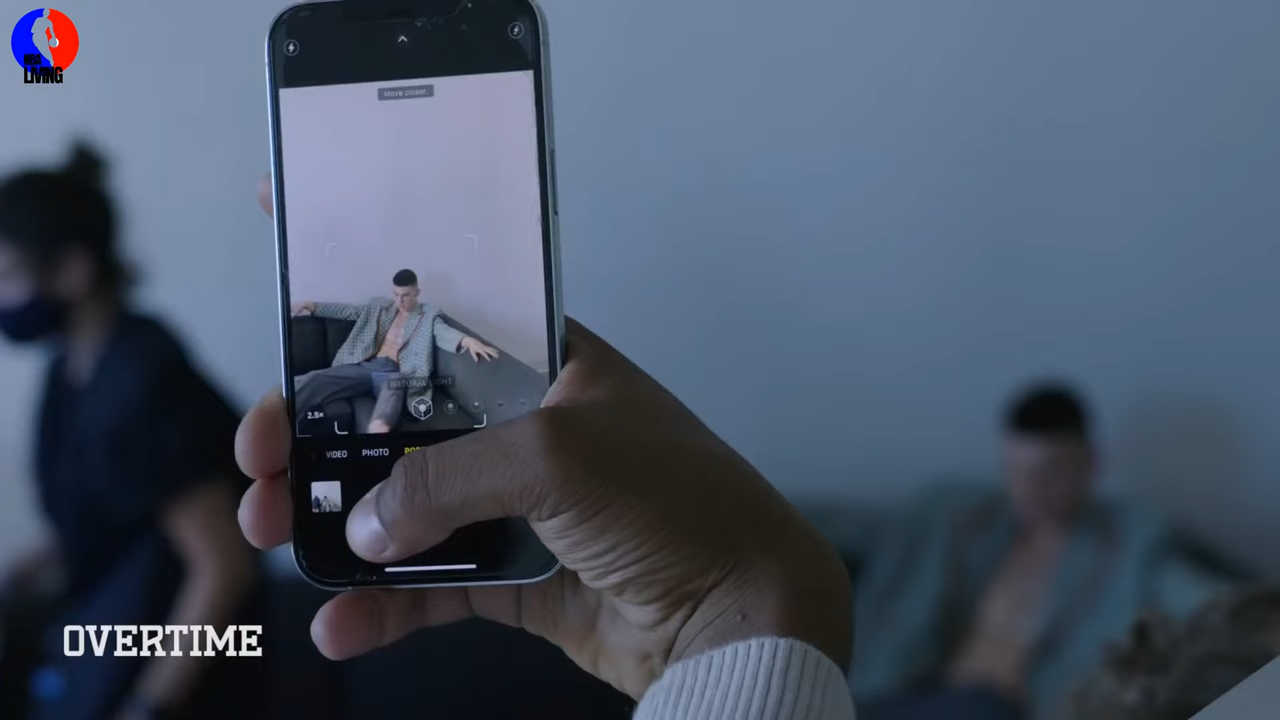 NBA
LIVING
Move closer.
NATURAL LIGHT
2.5×
VIDEO
PHOTO
OVERTIME